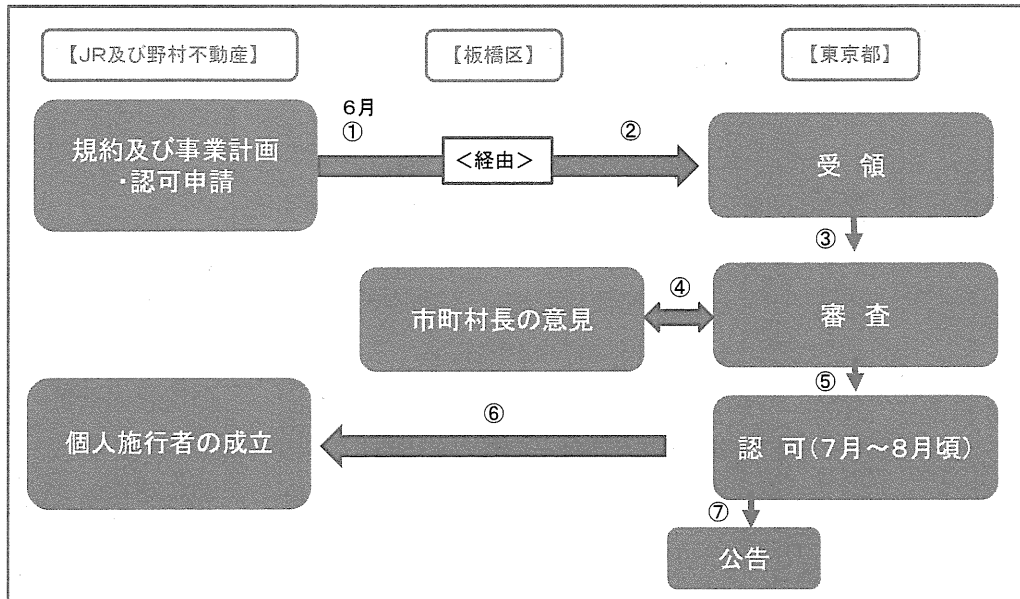 【JR及び野村不動産】
【板橋区】
【東京都】
6月
①
②
規約及び事業計画
・認可申請
＜経由＞
受 領
③
市町村長の意見
④
審 査
⑤
個人施行者の成立
⑥
認 可(7月～8月頃)
⑦
公告